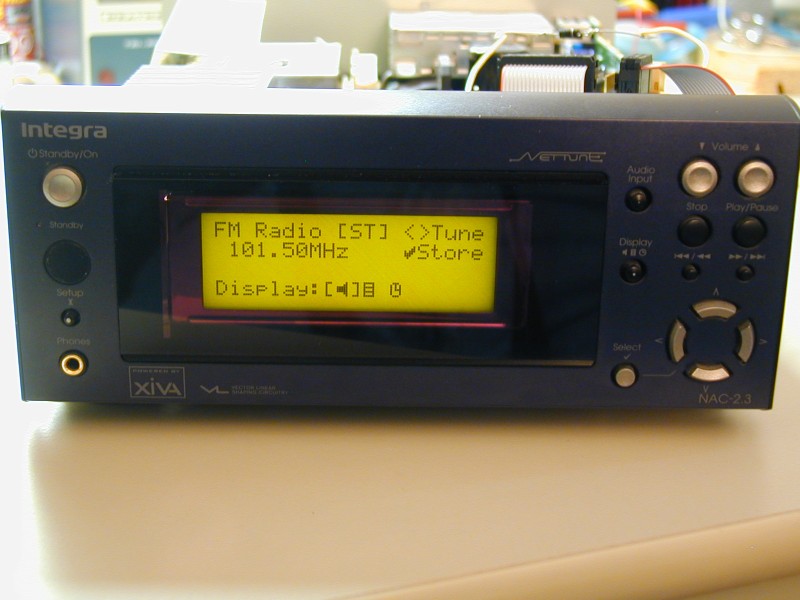 Integra
Standby/On
NETTUNE
Volume
Audio
Input
Stop
Play/Pause
Standby
FM Radio [ST] <>Tune
101.50MHz ✔Store
Display
Display:[ ]
Setup
Phones
Select
POWERED BY
XiVA
VL VECTOR LINEAR
SHAPING CIRCUITRY
NAC-2.3